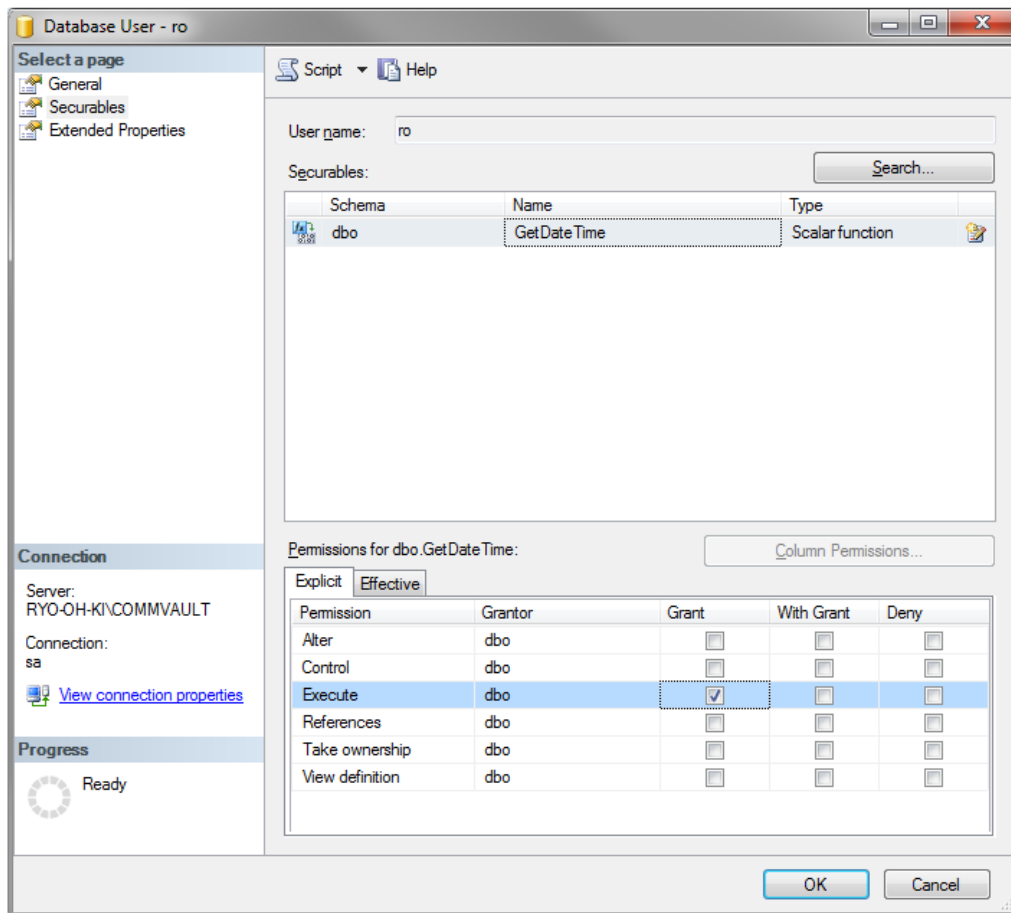 Database User - ro
Select a page
General
Securables
Extended Properties
Script Help
User name: ro
Securables:
Search...
Schema Name Type
dbo GetDateTime Scalar function
Permissions for dbo.GetDateTime:
Column Permissions...
Explicit Effective
Permission Grantor Grant With Grant Deny
Alter dbo
Control dbo
Execute dbo
References dbo
Take ownership dbo
View definition dbo
Connection
Server:
RYO-OH-KI\COMMVAULT
Connection:
sa
View connection properties
Progress
Ready
OK Cancel